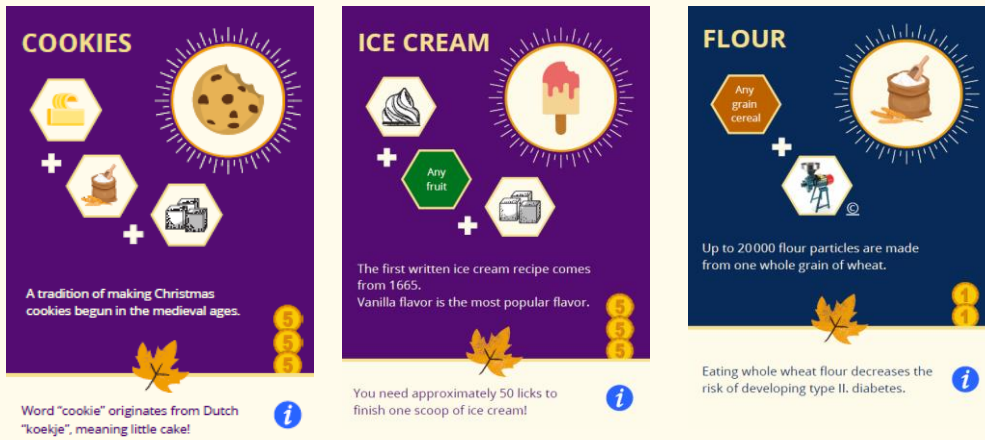 COOKIES
A tradition of making Christmas
cookies begun in the medieval ages.
5
5
5
Word “cookie” originates from Dutch
“koekje”, meaning little cake!
i
ICE CREAM
Any
fruit
The first written ice cream recipe comes
from 1665.
Vanilla flavor is the most popular flavor.
5
5
5
You need approximately 50 licks to
finish one scoop of ice cream!
i
FLOUR
Any
grain
cereal
©
Up to 20000 flour particles are made
from one whole grain of wheat.
1
1
Eating whole wheat flour decreases the
risk of developing type II. diabetes.
i